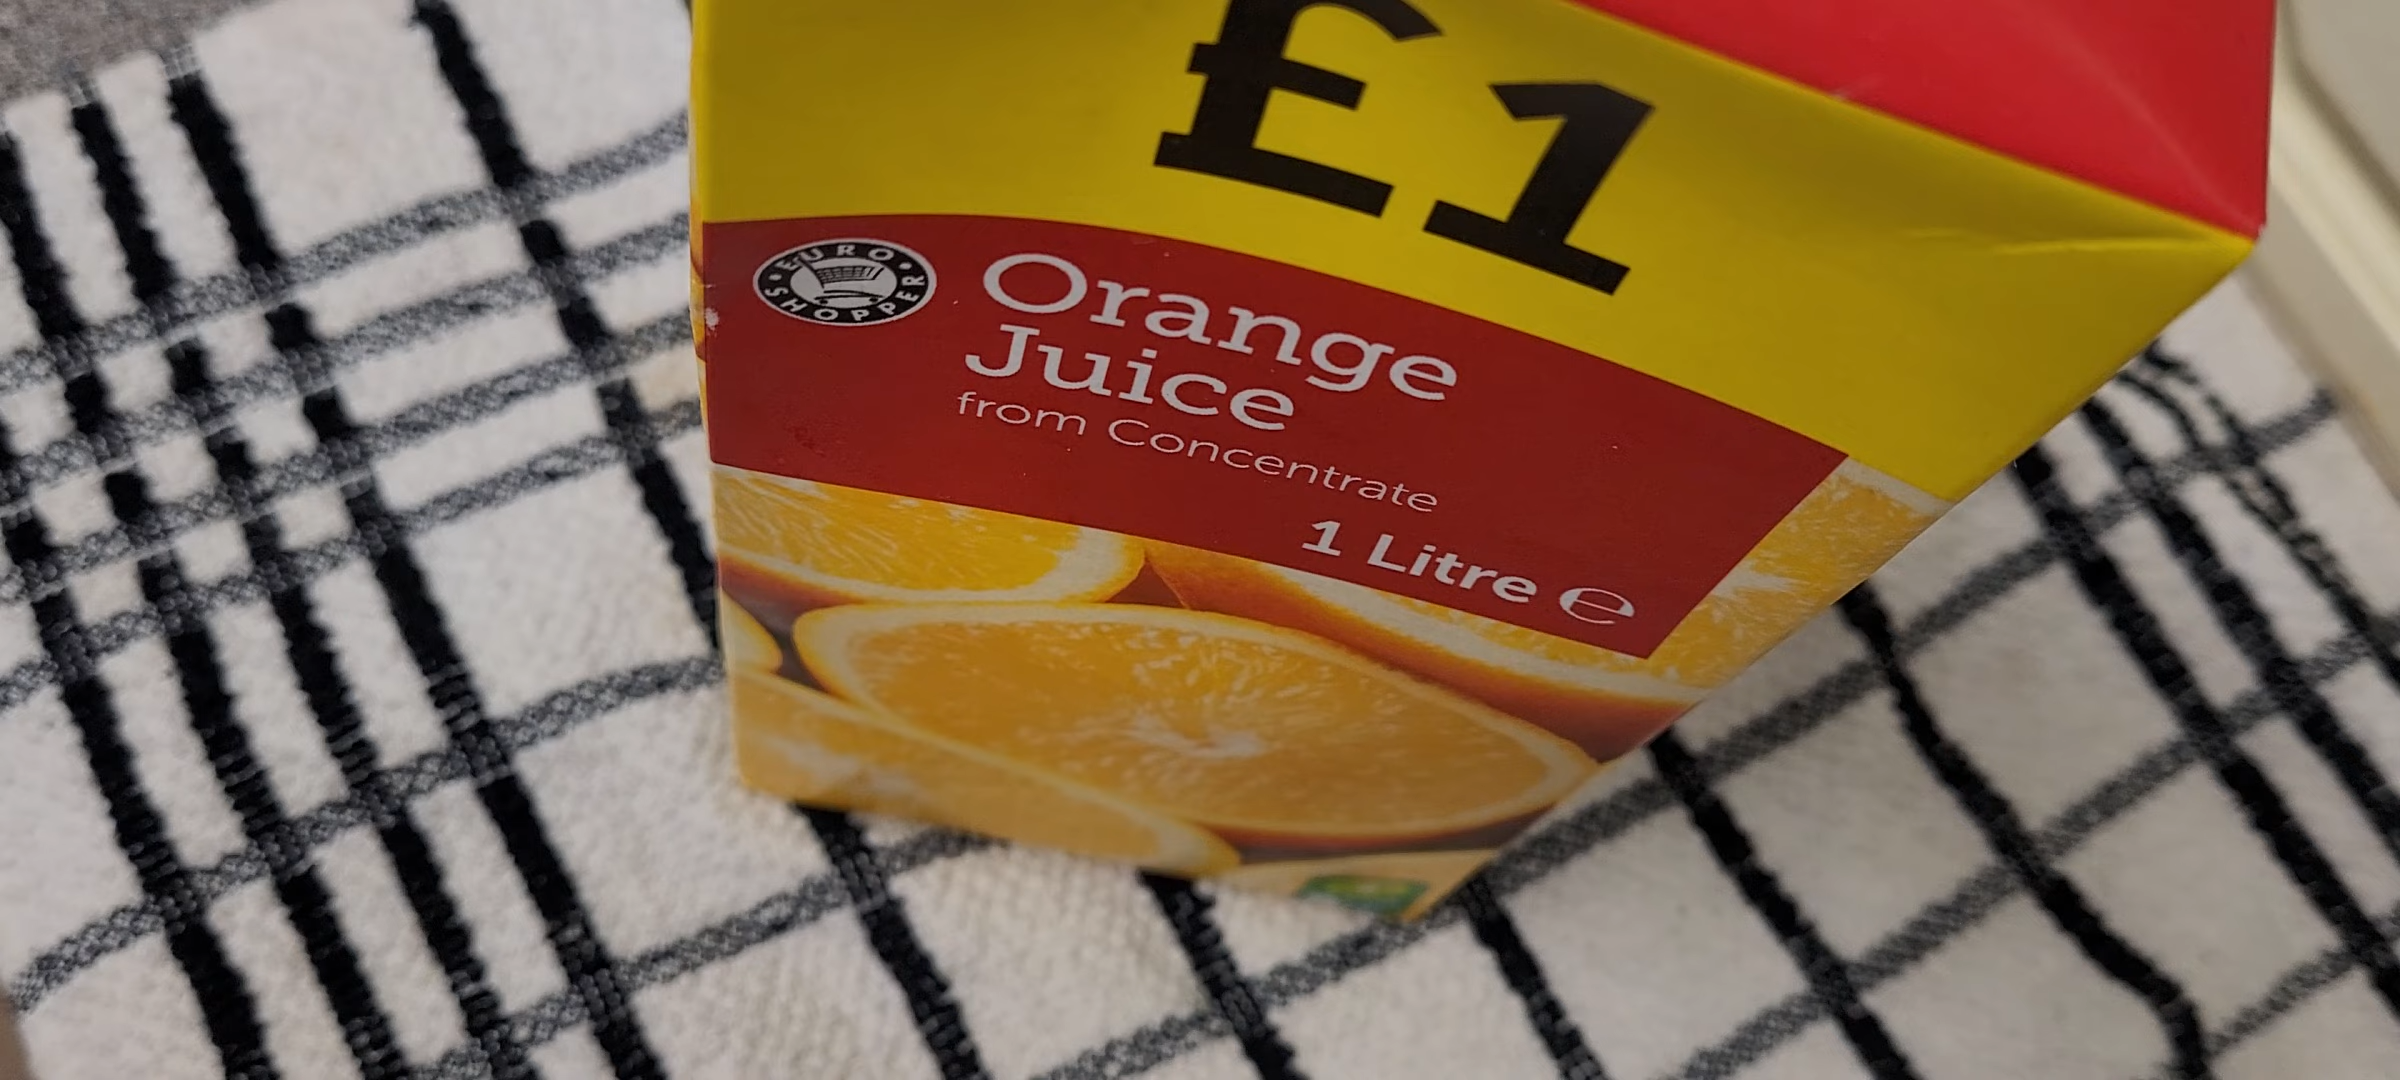 £1
EURO SHOPPER
Orange
Juice
from Concentrate
1 Litre ℮